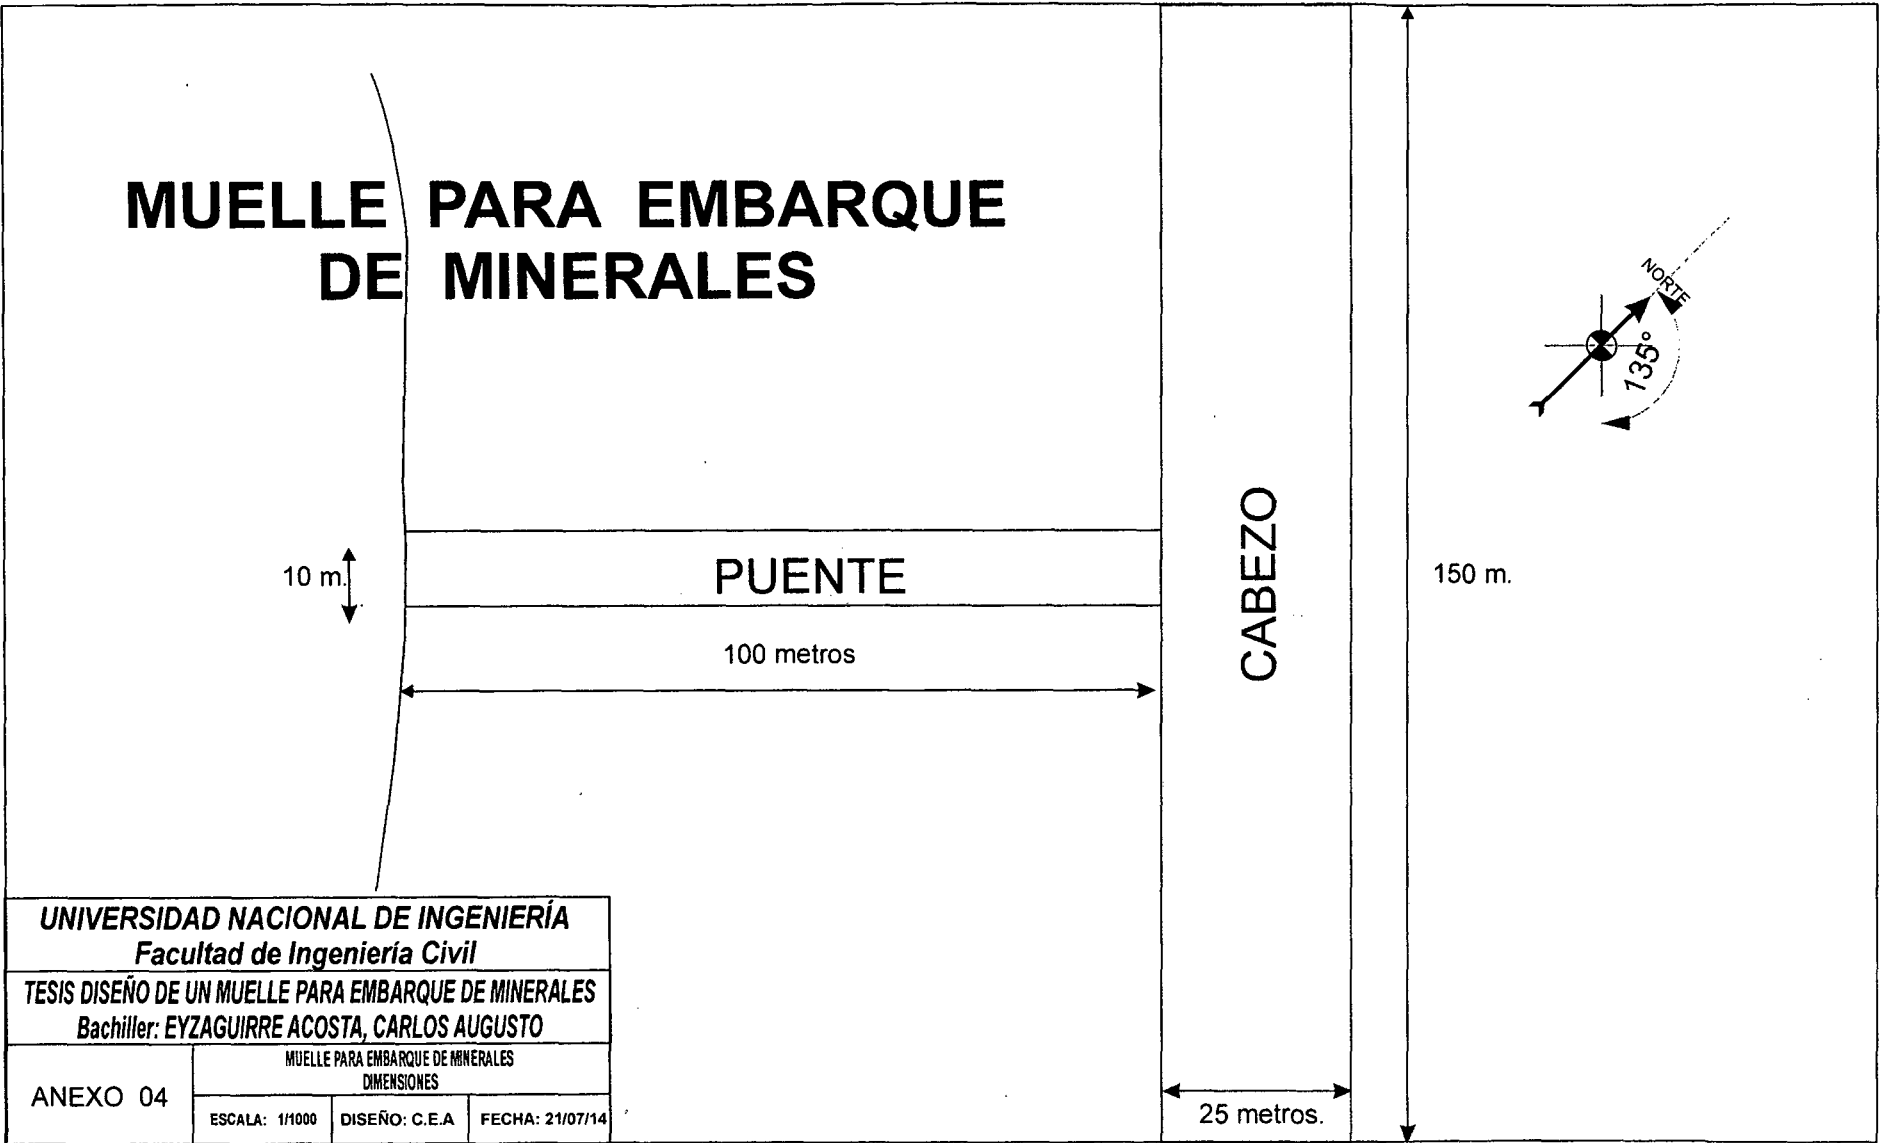 MUELLE PARA EMBARQUE
DE MINERALES
NORTE
135°
10 m.
PUENTE
100 metros
CABEZO
150 m.
25 metros.
UNIVERSIDAD NACIONAL DE INGENIERÍA
Facultad de Ingeniería Civil
TESIS DISEÑO DE UN MUELLE PARA EMBARQUE DE MINERALES
Bachiller: EYZAGUIRRE ACOSTA, CARLOS AUGUSTO
ANEXO 04
MUELLE PARA EMBARQUE DE MINERALES
DIMENSIONES
ESCALA: 1/1000
DISEÑO: C.E.A
FECHA: 21/07/14